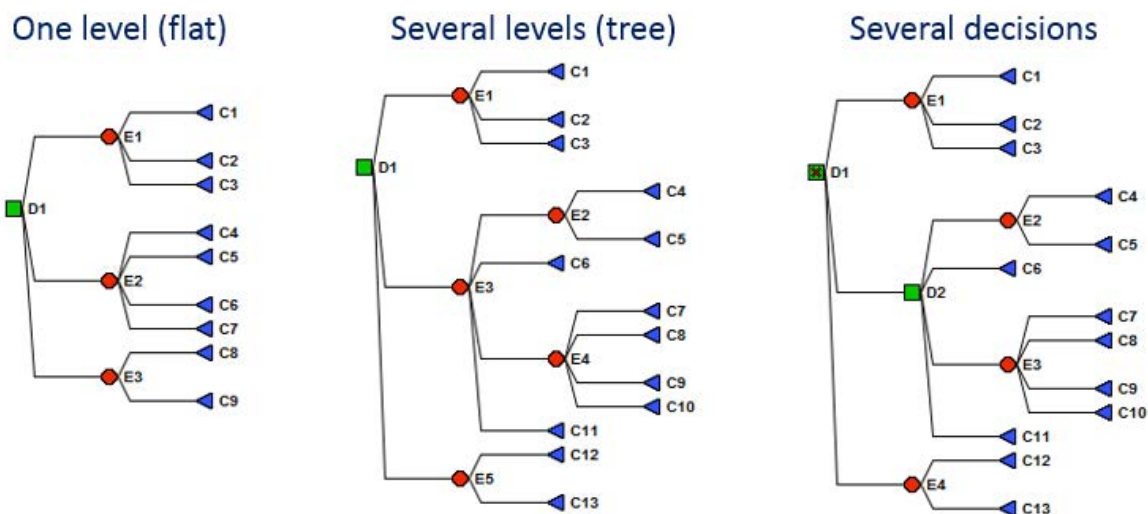 One level (flat)
Several levels (tree)
Several decisions
C1
E1
C2
C3
D1
C4
C5
E2
C6
C7
C8
E3
C9
C1
E1
C2
C3
D1
C4
E2
C5
C6
E3
C7
C8
E4
C9
C10
C11
C12
E5
C13
C1
E1
C2
C3
D1
C4
E2
C5
C6
D2
C7
C8
E3
C9
C10
C11
C12
E4
C13